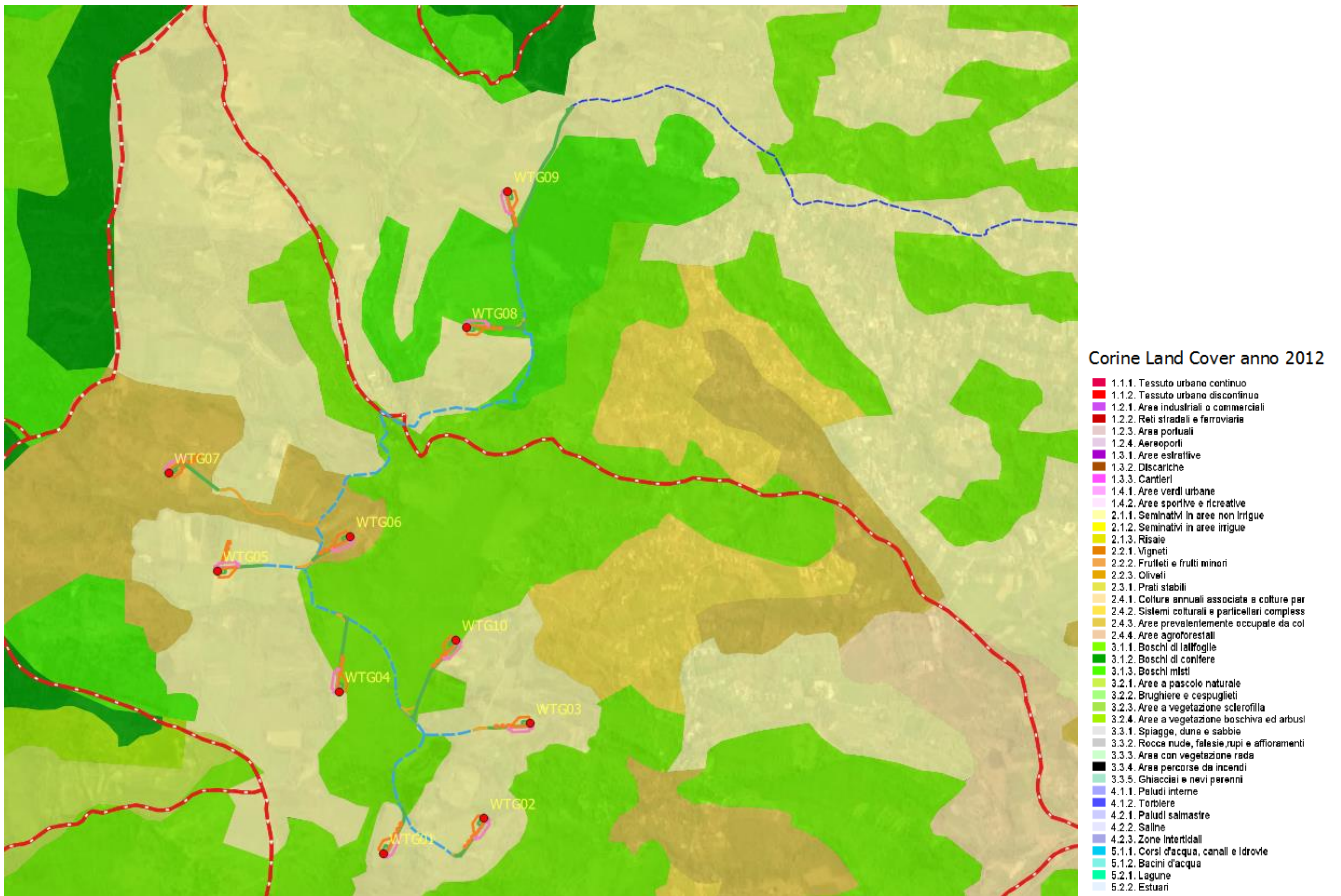 WTG09
WTG08
WTG07
WTG06
WTG05
WTG10
WTG04
WTG03
WTG02
WTG01
Corine Land Cover anno 2012
1.1.1. Tessuto urbano continuo
1.1.2. Tessuto urbano discontinuo
1.2.1. Aree industriali o commerciali
1.2.2. Reti stradali e ferroviarie
1.2.3. Aree portuali
1.2.4. Aereoporti
1.3.1. Aree estrattive
1.3.2. Discariche
1.3.3. Cantieri
1.4.1. Aree verdi urbane
1.4.2. Aree sportive e ricreative
2.1.1. Seminativi in aree non irrigue
2.1.2. Seminativi in aree irrigue
2.1.3. Risaie
2.2.1. Vigneti
2.2.2. Frutteti e frutti minori
2.2.3. Oliveti
2.3.1. Prati stabili
2.4.1. Colture annuali associate a colture per
2.4.2. Sistemi colturali e particellari compless
2.4.3. Aree prevalentemente occupate da col
2.4.4. Aree agroforestali
3.1.1. Boschi di latifoglie
3.1.2. Boschi di conifere
3.1.3. Boschi misti
3.2.1. Aree a pascolo naturale
3.2.2. Brughiere e cespuglieti
3.2.3. Aree a vegetazione sclerofilla
3.2.4. Aree a vegetazione boschiva ed arbusl
3.3.1. Spiagge, dune e sabbie
3.3.2. Rocce nude, falesie,rupi e affioramenti
3.3.3. Aree con vegetazione rada
3.3.4. Aree percorse da incendi
3.3.5. Ghiacciai e nevi perenni
4.1.1. Paludi interne
4.1.2. Torbiere
4.2.1. Paludi salmastre
4.2.2. Saline
4.2.3. Zone intertidali
5.1.1. Corsi d'acqua, canali e idrovie
5.1.2. Bacini d'acqua
5.2.1. Lagune
5.2.2. Estuari